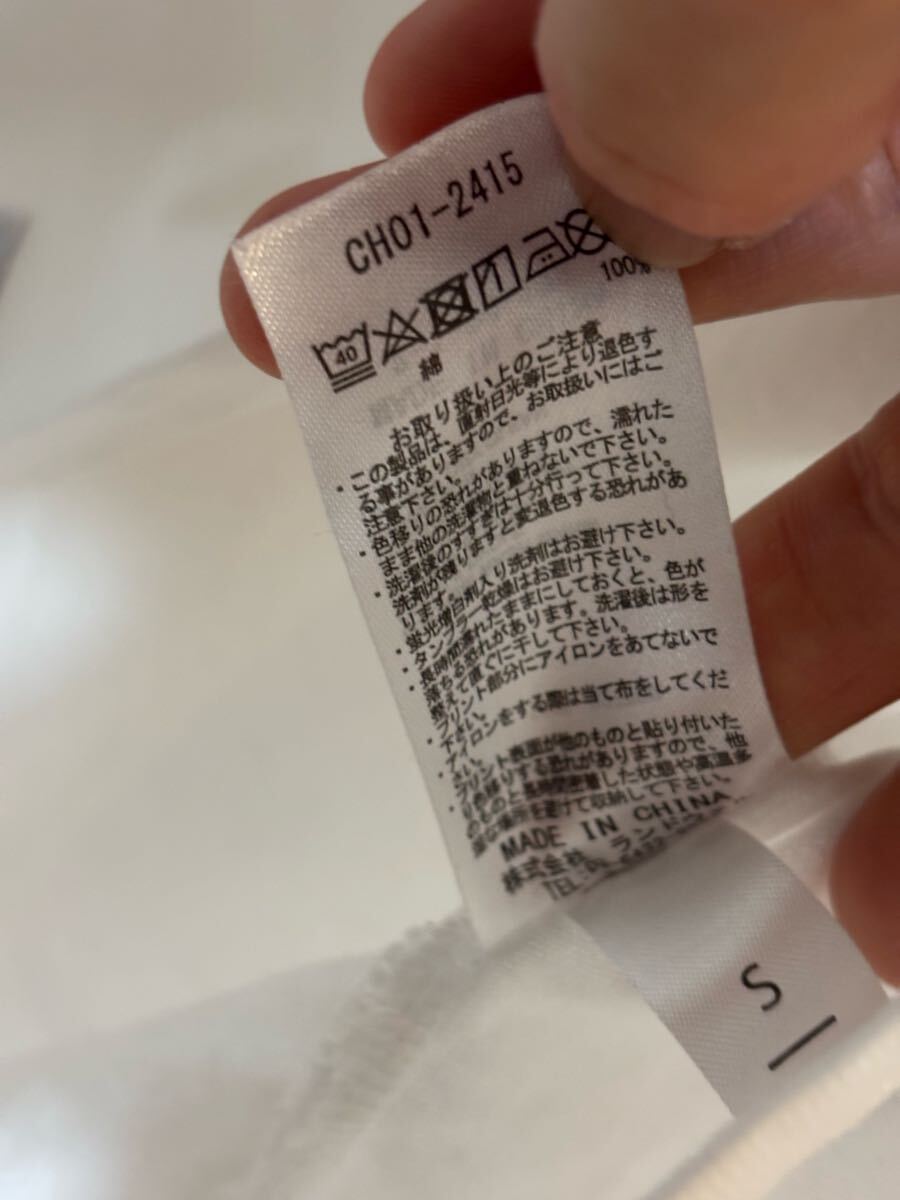 CH01-2415
40
綿 100%
お取り扱い上のご注意
・この製品は、直射日光等により退色す
る事がありますので、お取扱いにはご
注意下さい。
・色移りの恐れがありますので、濡れた
まま他の洗濯物と重ねないで下さい。
・洗濯後のすすぎは十分行って下さい。
洗剤が残りますと変退色する恐れがあ
ります。
・蛍光増白剤入り洗剤はお避け下さい。
・タンブラー乾燥はお避け下さい。
・長時間濡れたままにしておくと、色が
落ちる恐れがあります。洗濯後は形を
整えて直ぐに干して下さい。
・プリント部分にアイロンをあてないで
下さい。
・アイロンをする際は当て布をしてくだ
さい。
・プリント表面が他のものと貼り付いた
り色移りする恐れがありますので、他
のものと長時間密着した状態や高温多
湿な場所を避けて収納して下さい。
MADE IN CHINA
株式会社 ランド
TEL
S